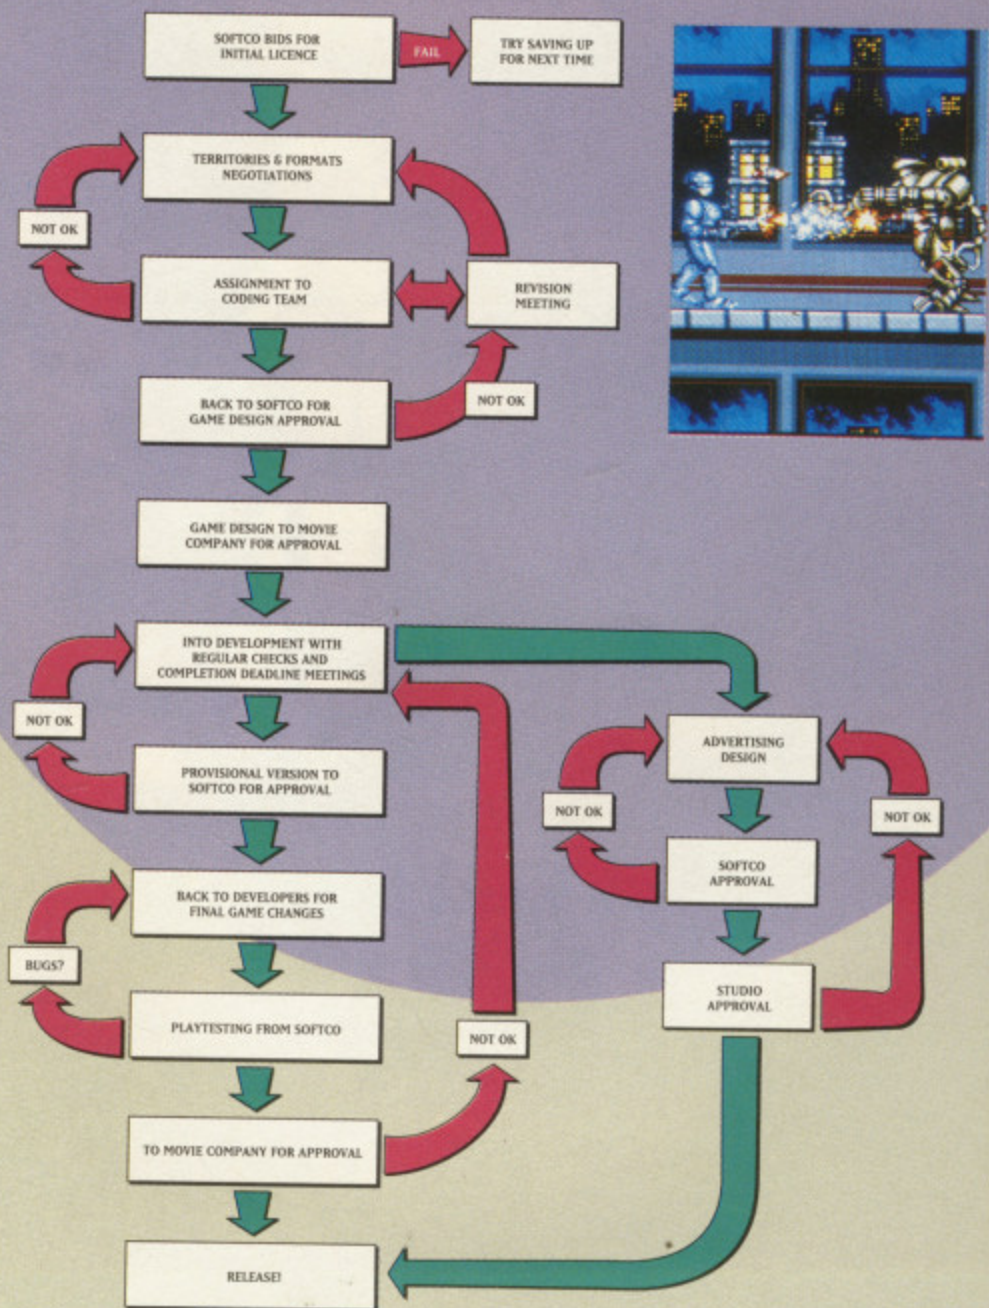 SOFTCO BIDS FOR
INITIAL LICENCE
FAIL
TRY SAVING UP
FOR NEXT TIME
TERRITORIES & FORMATS
NEGOTIATIONS
NOT OK
ASSIGNMENT TO
CODING TEAM
REVISION
MEETING
BACK TO SOFTCO FOR
GAME DESIGN APPROVAL
NOT OK
GAME DESIGN TO MOVIE
COMPANY FOR APPROVAL
INTO DEVELOPMENT WITH
REGULAR CHECKS AND
COMPLETION DEADLINE MEETINGS
NOT OK
ADVERTISING
DESIGN
PROVISIONAL VERSION TO
SOFTCO FOR APPROVAL
NOT OK
NOT OK
SOFTCO
APPROVAL
BACK TO DEVELOPERS FOR
FINAL GAME CHANGES
BUGS?
STUDIO
APPROVAL
PLAYTESTING FROM SOFTCO
NOT OK
TO MOVIE COMPANY FOR APPROVAL
RELEASE!